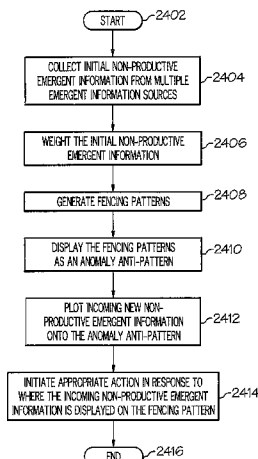 START
2402
COLLECT INITIAL NON-PRODUCTIVE
EMERGENT INFORMATION FROM MULTIPLE
EMERGENT INFORMATION SOURCES
2404
WEIGHT THE INITIAL NON-PRODUCTIVE
EMERGENT INFORMATION
2406
GENERATE FENCING PATTERNS
2408
DISPLAY THE FENCING PATTERNS
AS AN ANOMALY ANTI-PATTERN
2410
PLOT INCOMING NEW NON-
PRODUCTIVE EMERGENT INFORMATION
ONTO THE ANOMALY ANTI-PATTERN
2412
INITIATE APPROPRIATE ACTION IN RESPONSE TO
WHERE THE INCOMING NON-PRODUCTIVE EMERGENT
INFORMATION IS DISPLAYED ON THE FENCING PATTERN
2414
END
2416